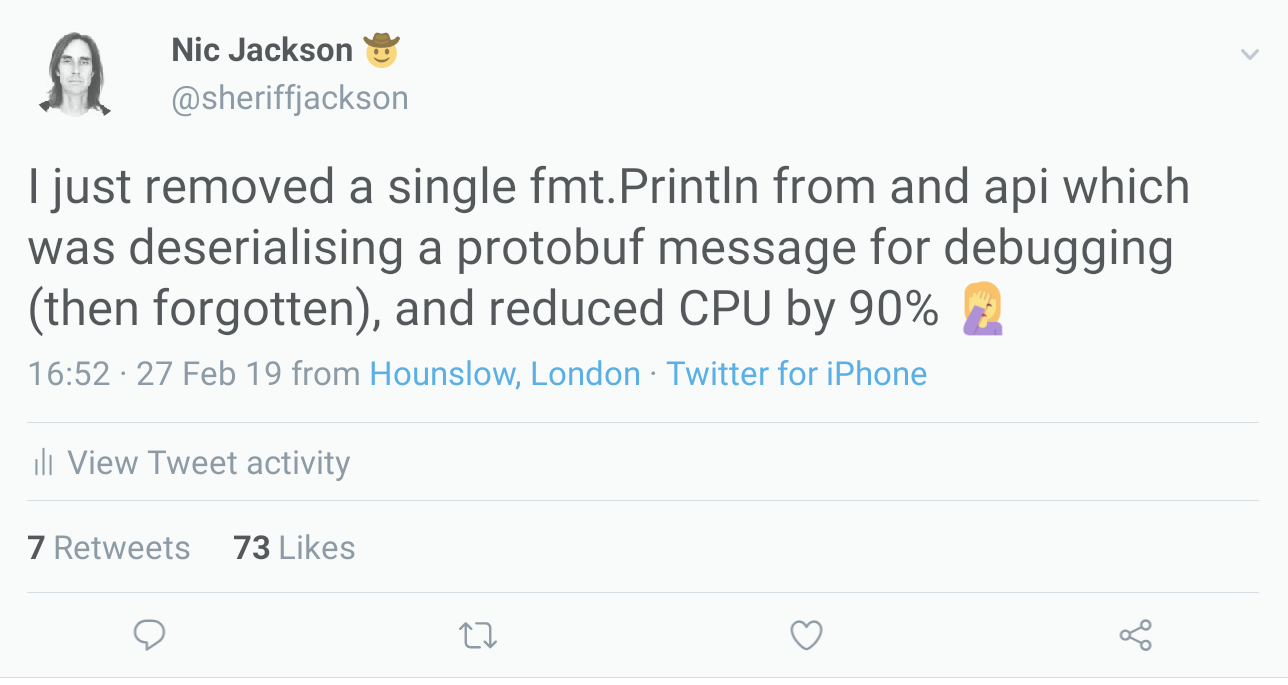 Nic Jackson 🤠
@sheriffjackson
I just removed a single fmt.Println from and api which
was deserialising a protobuf message for debugging
(then forgotten), and reduced CPU by 90% 🤦‍♀️
16:52 · 27 Feb 19 from Hounslow, London · Twitter for iPhone
View Tweet activity
7 Retweets 73 Likes